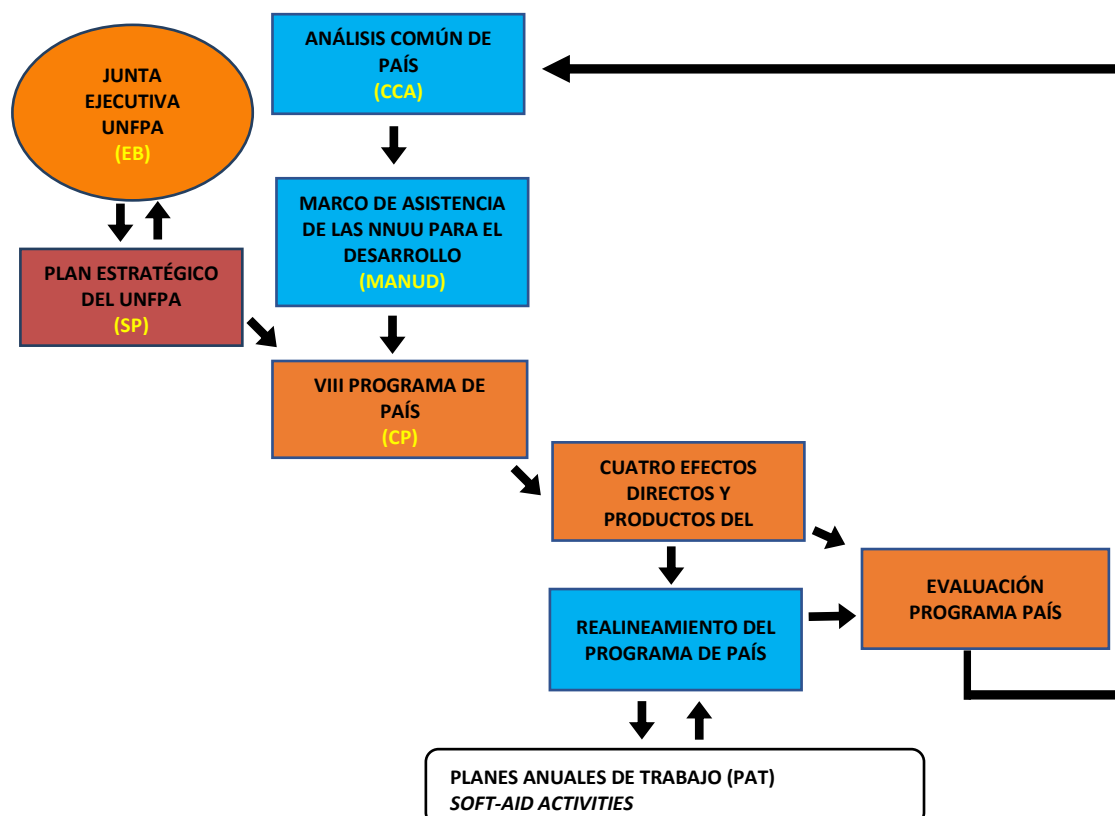 JUNTA
EJECUTIVA
UNFPA
(EB)
ANÁLISIS COMÚN DE
PAÍS
(CCA)
MARCO DE ASISTENCIA
DE LAS NNUU PARA EL
DESARROLLO
(MANUD)
PLAN ESTRATÉGICO
DEL UNFPA
(SP)
VIII PROGRAMA DE
PAÍS
(CP)
CUATRO EFECTOS
DIRECTOS Y
PRODUCTOS DEL
EVALUACIÓN
PROGRAMA PAÍS
REALINEAMIENTO DEL
PROGRAMA DE PAÍS
PLANES ANUALES DE TRABAJO (PAT)
SOFT-AID ACTIVITIES